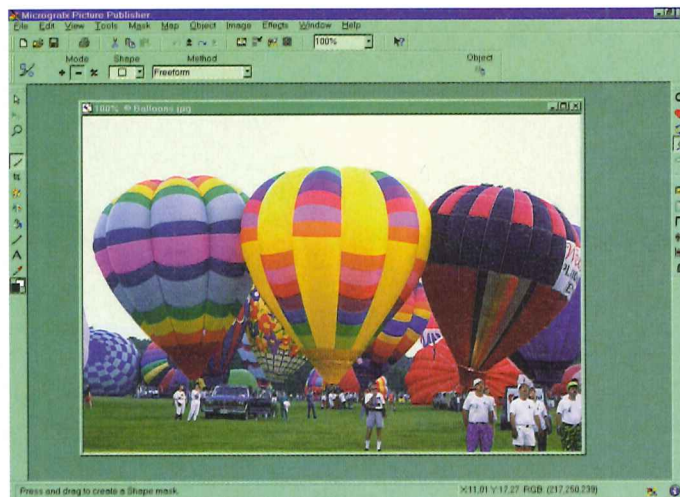 Micrografx Picture Publisher
File Edit View Tools Mask Map Object Image Effects Window Help
100%
Mode Shape Method Object
Freeform
100% Balloons.jpg
A
Press and drag to create a Shape mask. X:11,01 Y:17,27 RGB: (217,250,239)